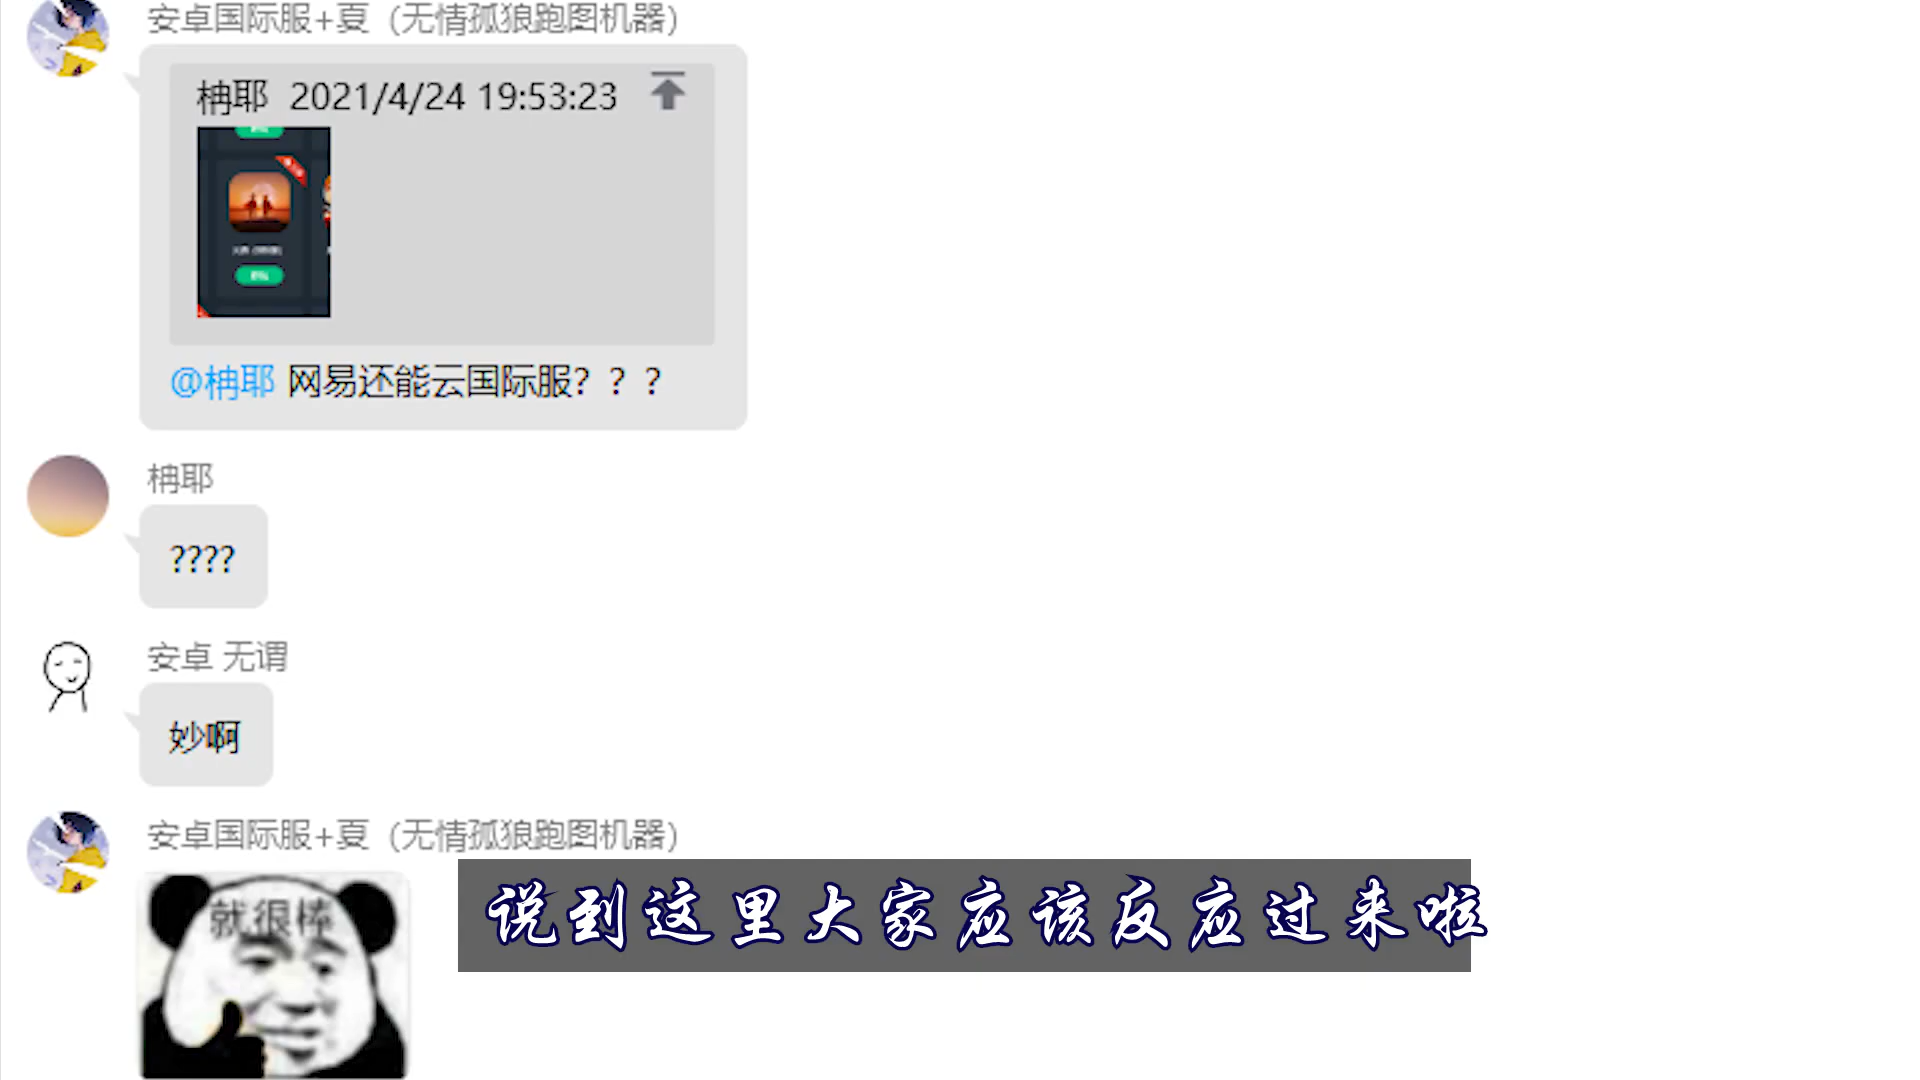 安卓国际服+夏（无情孤狼跑图机器）
柟耶 2021/4/24 19:53:23
@柟耶 网易还能云国际服？？？
柟耶
????
安卓 无谓
妙啊
安卓国际服+夏（无情孤狼跑图机器）
就很棒
说到这里大家应该反应过来啦